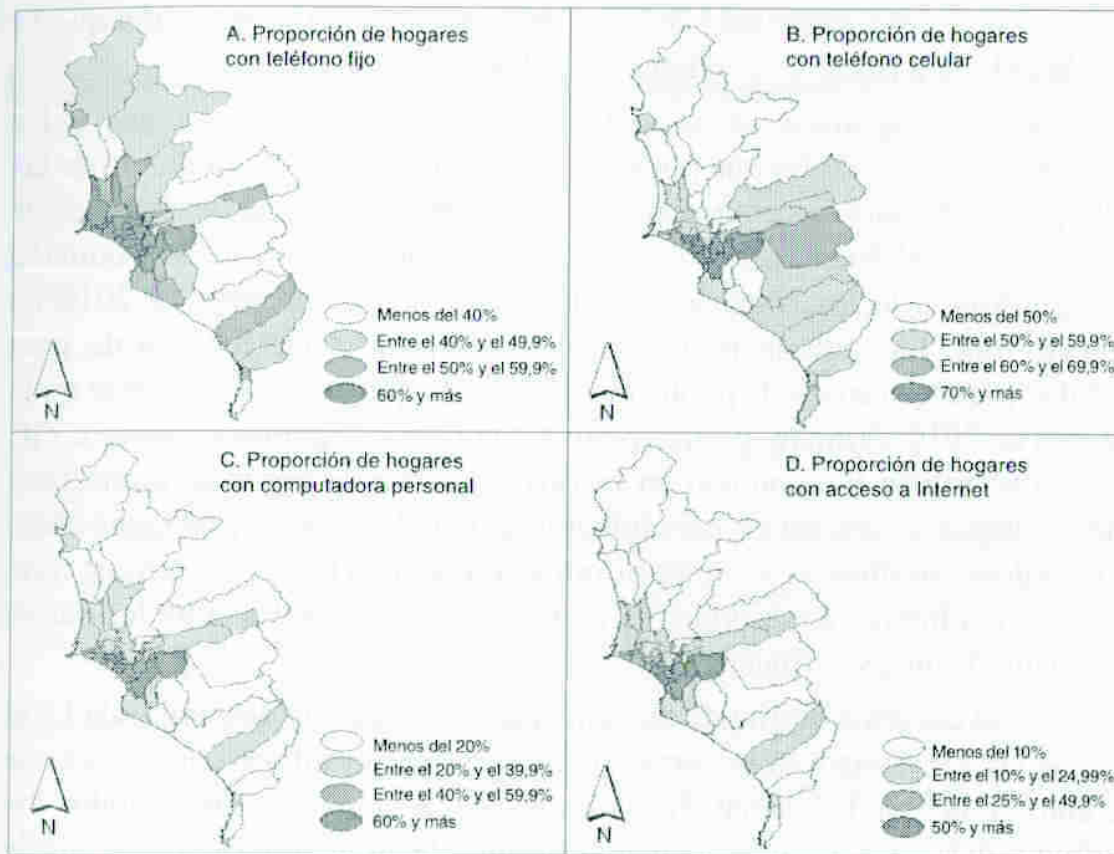 A. Proporción de hogares
con teléfono fijo
Menos del 40%
Entre el 40% y el 49,9%
Entre el 50% y el 59,9%
60% y más
N
B. Proporción de hogares
con teléfono celular
Menos del 50%
Entre el 50% y el 59,9%
Entre el 60% y el 69,9%
70% y más
N
C. Proporción de hogares
con computadora personal
Menos del 20%
Entre el 20% y el 39,9%
Entre el 40% y el 59,9%
60% y más
N
D. Proporción de hogares
con acceso a Internet
Menos del 10%
Entre el 10% y el 24,99%
Entre el 25% y el 49,9%
50% y más
N